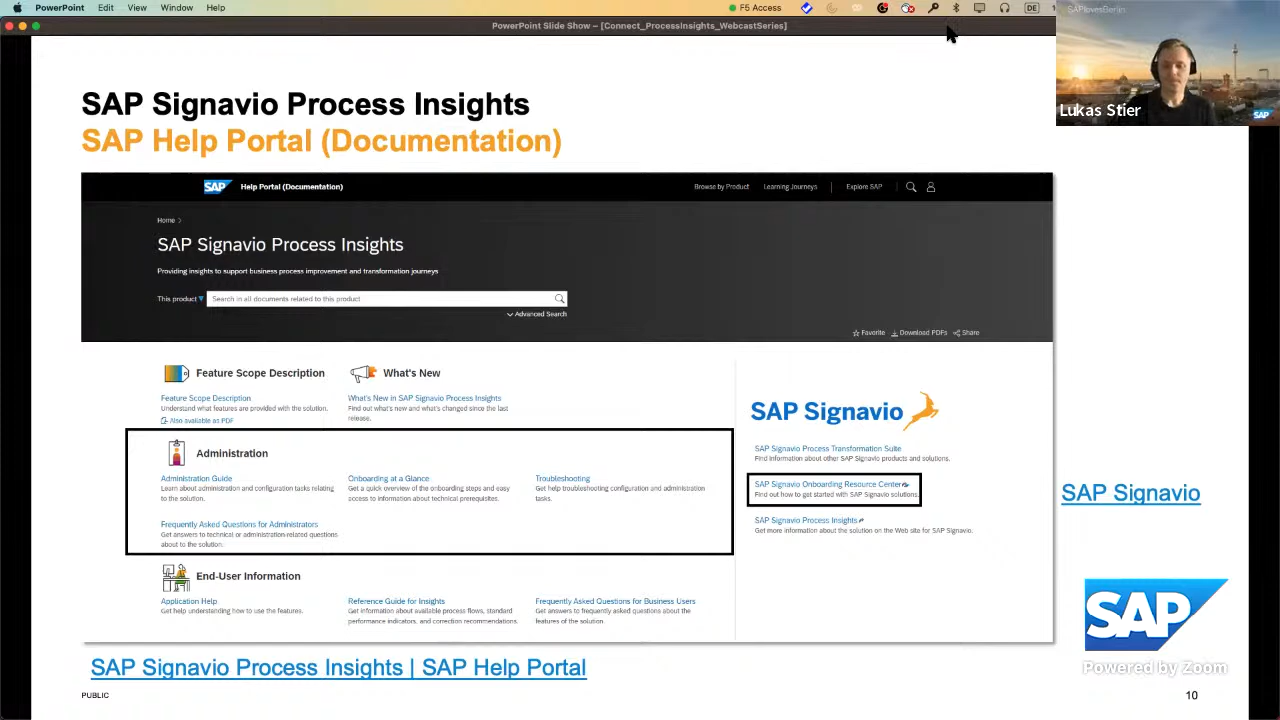 PowerPoint File Edit View Window Help
F5 Access
DE
PowerPoint Slide Show – [Connect_ProcessInsights_WebcastSeries]
SAPlovesBerlin
Lukas Stier
SAP
SAP Signavio Process Insights
SAP Help Portal (Documentation)
SAP Help Portal (Documentation)
Browse by Product Learning Journeys Explore SAP
Home
SAP Signavio Process Insights
Providing insights to support business process improvement and transformation journeys
This product Search in all documents related to this product
Advanced Search
Favorite Download PDFs Share
Feature Scope Description
Feature Scope Description
Understand what features are provided with the solution.
Also available as PDF
What's New
What's New in SAP Signavio Process Insights
Find out what's new and what's changed since the last
release.
Administration
Administration Guide
Learn about administration and configuration tasks relating
to the solution.
Onboarding at a Glance
Get a quick overview of the onboarding steps and easy
access to information about technical prerequisites.
Troubleshooting
Get help troubleshooting configuration and administration
tasks.
Frequently Asked Questions for Administrators
Get answers to technical or administration-related questions
about to the solution.
End-User Information
Application Help
Get help understanding how to use the features.
Reference Guide for Insights
Get information about available process flows, standard
performance indicators, and correction recommendations.
Frequently Asked Questions for Business Users
Get answers to frequently asked questions about the
features of the solution.
SAP Signavio
SAP Signavio Process Transformation Suite
Find information about other SAP Signavio products and solutions.
SAP Signavio Onboarding Resource Center
Find out how to get started with SAP Signavio solutions.
SAP Signavio Process Insights
Get more information about the solution on the Web site for SAP Signavio.
SAP Signavio
SAP
Powered by Zoom
SAP Signavio Process Insights | SAP Help Portal
PUBLIC
10